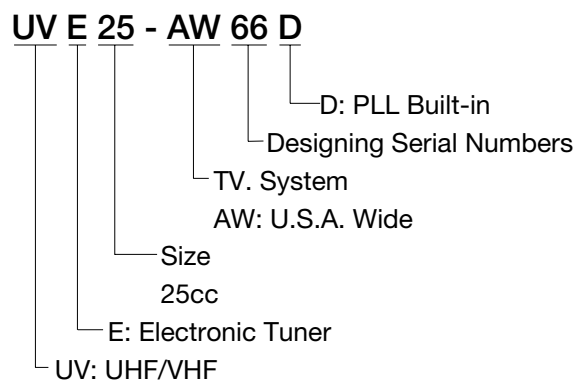 UV E 25 - AW 66 D
D: PLL Built-in
Designing Serial Numbers
TV. System
AW: U.S.A. Wide
Size
25cc
E: Electronic Tuner
UV: UHF/VHF